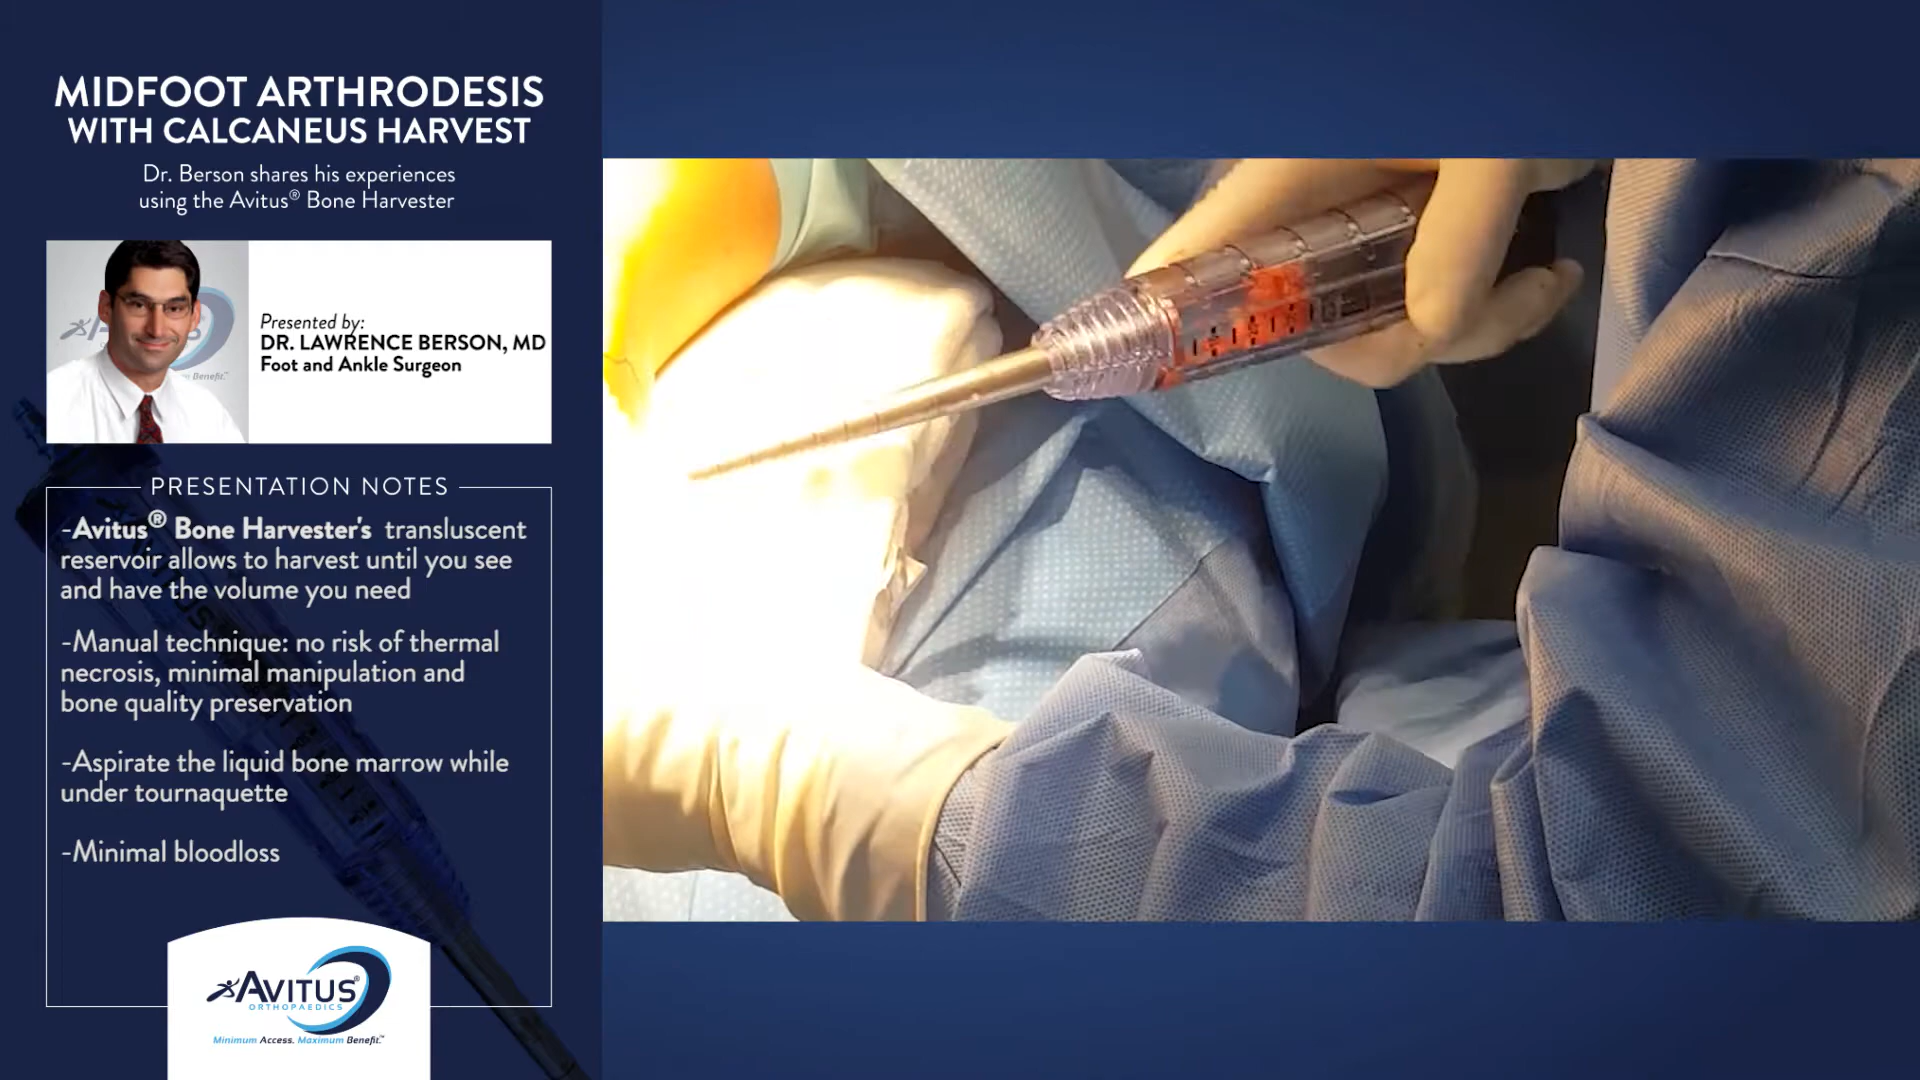 MIDFOOT ARTHRODESIS
WITH CALCANEUS HARVEST
Dr. Berson shares his experiences
using the Avitus® Bone Harvester
Presented by:
DR. LAWRENCE BERSON, MD
Foot and Ankle Surgeon
Benefit.™
PRESENTATION NOTES
-Avitus® Bone Harvester's transluscent
reservoir allows to harvest until you see
and have the volume you need
-Manual technique: no risk of thermal
necrosis, minimal manipulation and
bone quality preservation
-Aspirate the liquid bone marrow while
under tournaquette
-Minimal bloodloss
AVITUS®
ORTHOPAEDICS
Minimum Access. Maximum Benefit.™